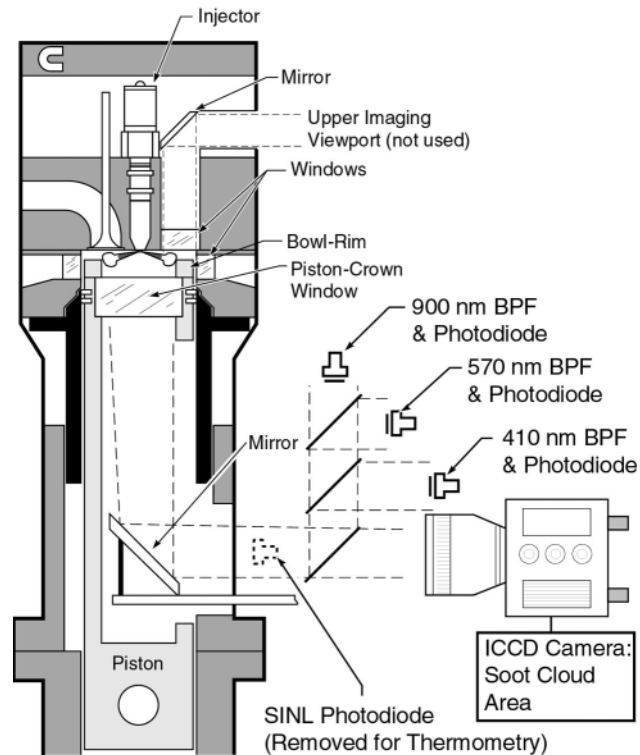 Injector
Mirror
Upper Imaging
Viewport (not used)
Windows
Bowl-Rim
Piston-Crown
Window
900 nm BPF
& Photodiode
570 nm BPF
& Photodiode
410 nm BPF
& Photodiode
Mirror
ICCD Camera:
Soot Cloud
Area
Piston
SINL Photodiode
(Removed for Thermometry)